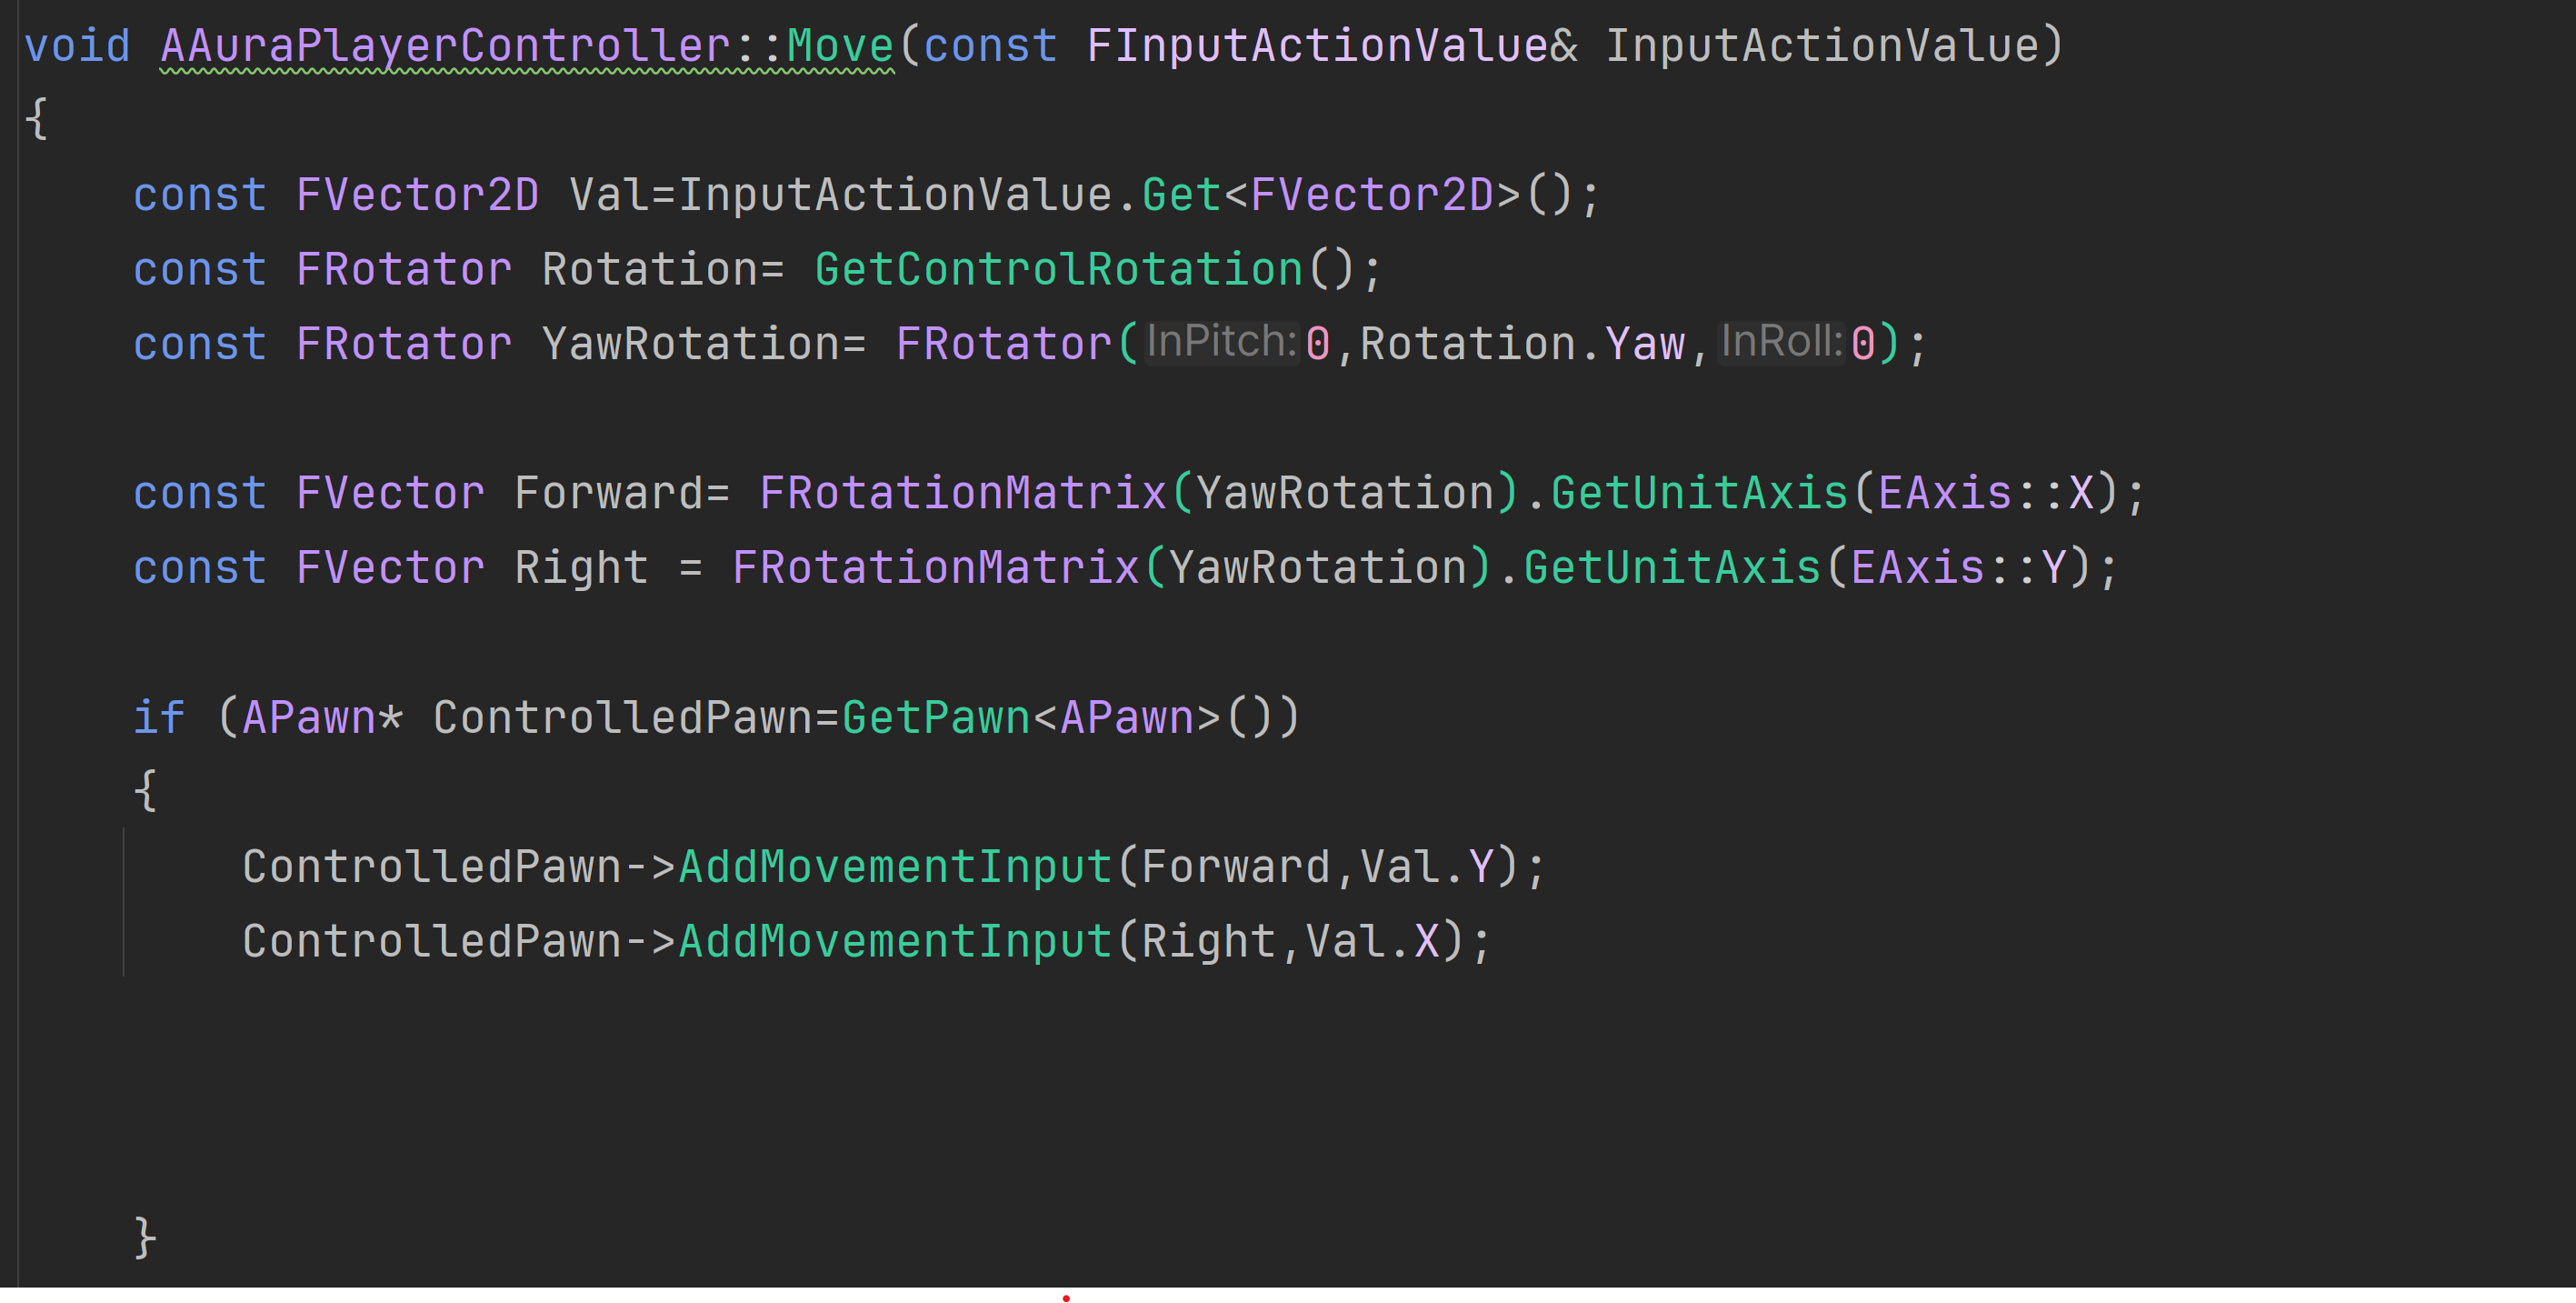 void AAuraPlayerController::Move(const FInputActionValue& InputActionValue)
{
const FVector2D Val=InputActionValue.Get<FVector2D>();
const FRotator Rotation= GetControlRotation();
const FRotator YawRotation= FRotator(InPitch:0,Rotation.Yaw,InRoll:0);
const FVector Forward= FRotationMatrix(YawRotation).GetUnitAxis(EAxis::X);
const FVector Right = FRotationMatrix(YawRotation).GetUnitAxis(EAxis::Y);
if (APawn* ControlledPawn=GetPawn<APawn>())
{
ControlledPawn->AddMovementInput(Forward,Val.Y);
ControlledPawn->AddMovementInput(Right,Val.X);
}